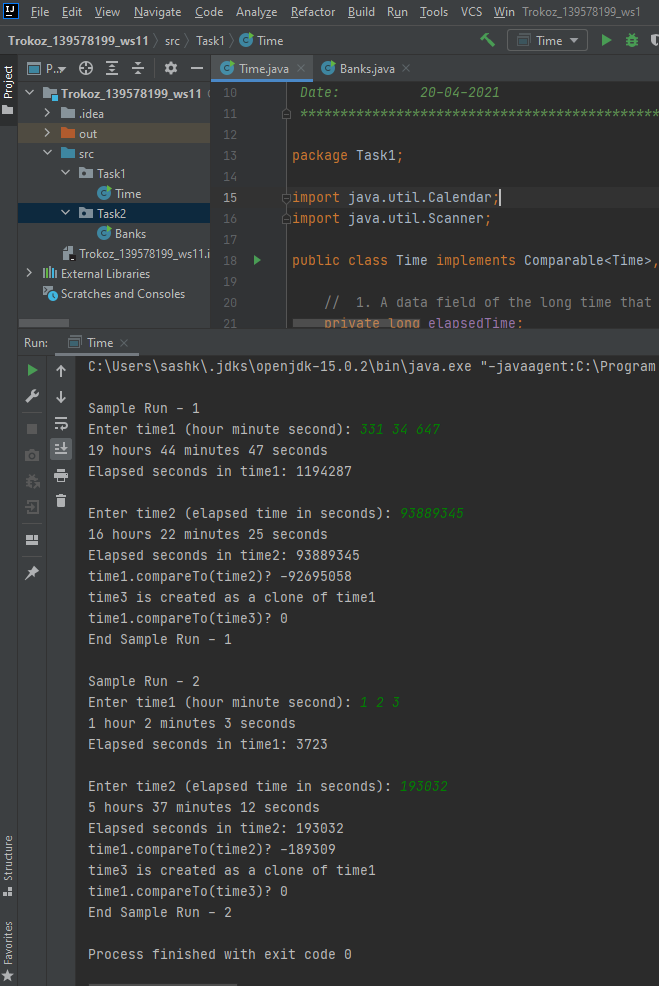 IJ File Edit View Navigate Code Analyze Refactor Build Run Tools VCS Win Trokoz_139578199_ws1
Trokoz_139578199_ws11 src Task1 Time Time
Project
P...
Time.java Banks.java
Trokoz_139578199_ws11
.idea
out
src
Task1
Time
Task2
Banks
Trokoz_139578199_ws11.i
External Libraries
Scratches and Consoles
10 Date: 20-04-2021
11 *********************************************
12
13 package Task1;
14
15 import java.util.Calendar;
16 import java.util.Scanner;
17
18 public class Time implements Comparable<Time>,
19
20 // 1. A data field of the long time that
21 private long elapsedTime;
Run: Time
C:\Users\sashk\.jdks\openjdk-15.0.2\bin\java.exe "-javaagent:C:\Program
Sample Run - 1
Enter time1 (hour minute second): 331 34 647
19 hours 44 minutes 47 seconds
Elapsed seconds in time1: 1194287
Enter time2 (elapsed time in seconds): 93889345
16 hours 22 minutes 25 seconds
Elapsed seconds in time2: 93889345
time1.compareTo(time2)? -92695058
time3 is created as a clone of time1
time1.compareTo(time3)? 0
End Sample Run - 1
Sample Run - 2
Enter time1 (hour minute second): 1 2 3
1 hour 2 minutes 3 seconds
Elapsed seconds in time1: 3723
Enter time2 (elapsed time in seconds): 193032
5 hours 37 minutes 12 seconds
Elapsed seconds in time2: 193032
time1.compareTo(time2)? -189309
time3 is created as a clone of time1
time1.compareTo(time3)? 0
End Sample Run - 2
Process finished with exit code 0
Structure
Favorites